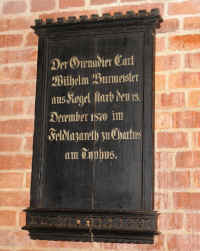 Der Grenadier Carl
Wilhelm Burmeister
aus Kogel starb den 15.
December 1870 im
Feldlazareth zu Chartres
am Typhus.